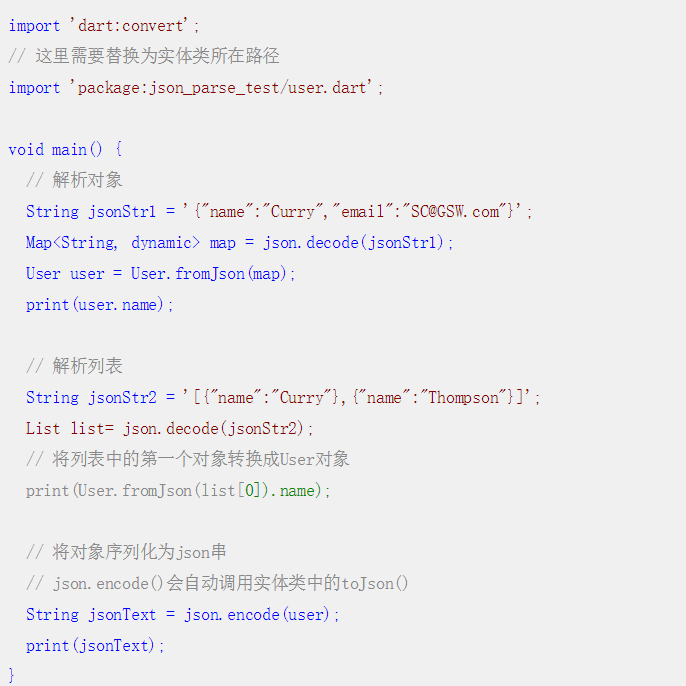 import 'dart:convert';
// 这里需要替换为实体类所在路径
import 'package:json_parse_test/user.dart';
void main() {
// 解析对象
String jsonStr1 = '{"name":"Curry","email":"SC@GSW.com"}';
Map<String, dynamic> map = json.decode(jsonStr1);
User user = User.fromJson(map);
print(user.name);
// 解析列表
String jsonStr2 = '[{"name":"Curry"},{"name":"Thompson"}]';
List list= json.decode(jsonStr2);
// 将列表中的第一个对象转换成User对象
print(User.fromJson(list[0]).name);
// 将对象序列化为json串
// json.encode()会自动调用实体类中的toJson()
String jsonText = json.encode(user);
print(jsonText);
}